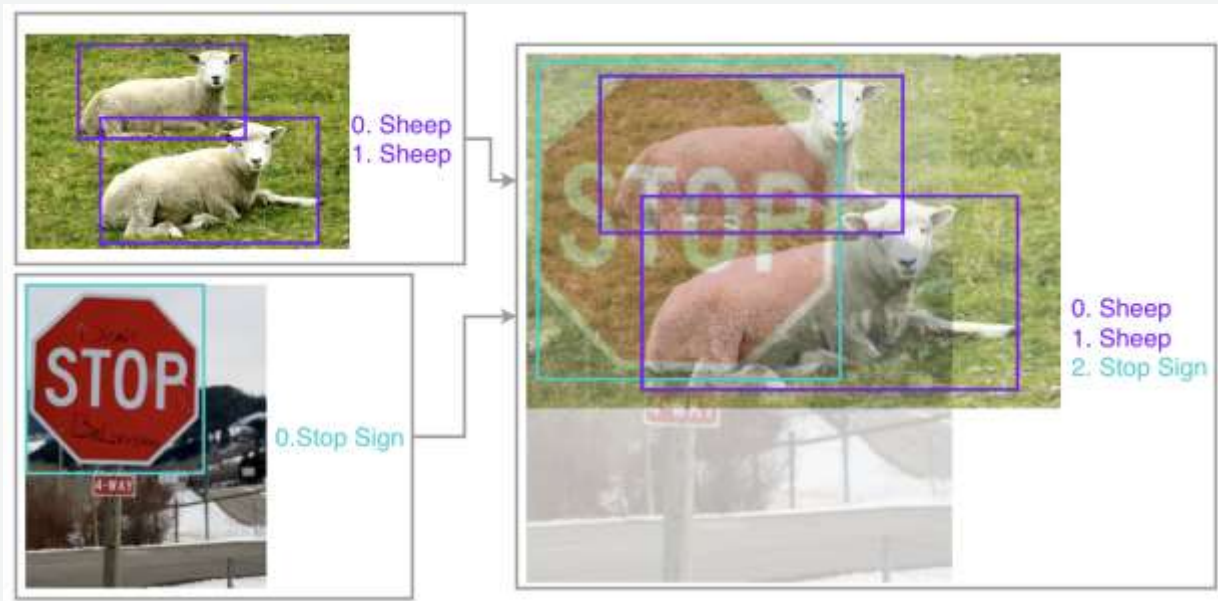 0. Sheep
1. Sheep
STOP
4-WAY
0.Stop Sign
STOP
4-WAY
0. Sheep
1. Sheep
2. Stop Sign